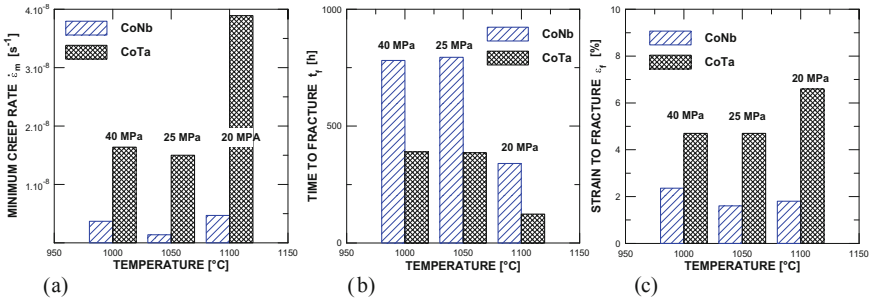 MINIMUM CREEP RATE ε̇m [s-1]
4.10-8
3.10-8
2.10-8
1.10-8
CoNb
CoTa
40 MPa
25 MPa
20 MPA
950 1000 1050 1100 1150
TEMPERATURE [°C]
(a)
TIME TO FRACTURE tf [h]
1000
500
0
40 MPa
25 MPa
CoNb
CoTa
20 MPa
950 1000 1050 1100 1150
TEMPERATURE [°C]
(b)
STRAIN TO FRACTURE εf [%]
10
8
6
4
2
0
CoNb
CoTa
40 MPa
25 MPa
20 MPa
950 1000 1050 1100 1150
TEMPERATURE [°C]
(c)